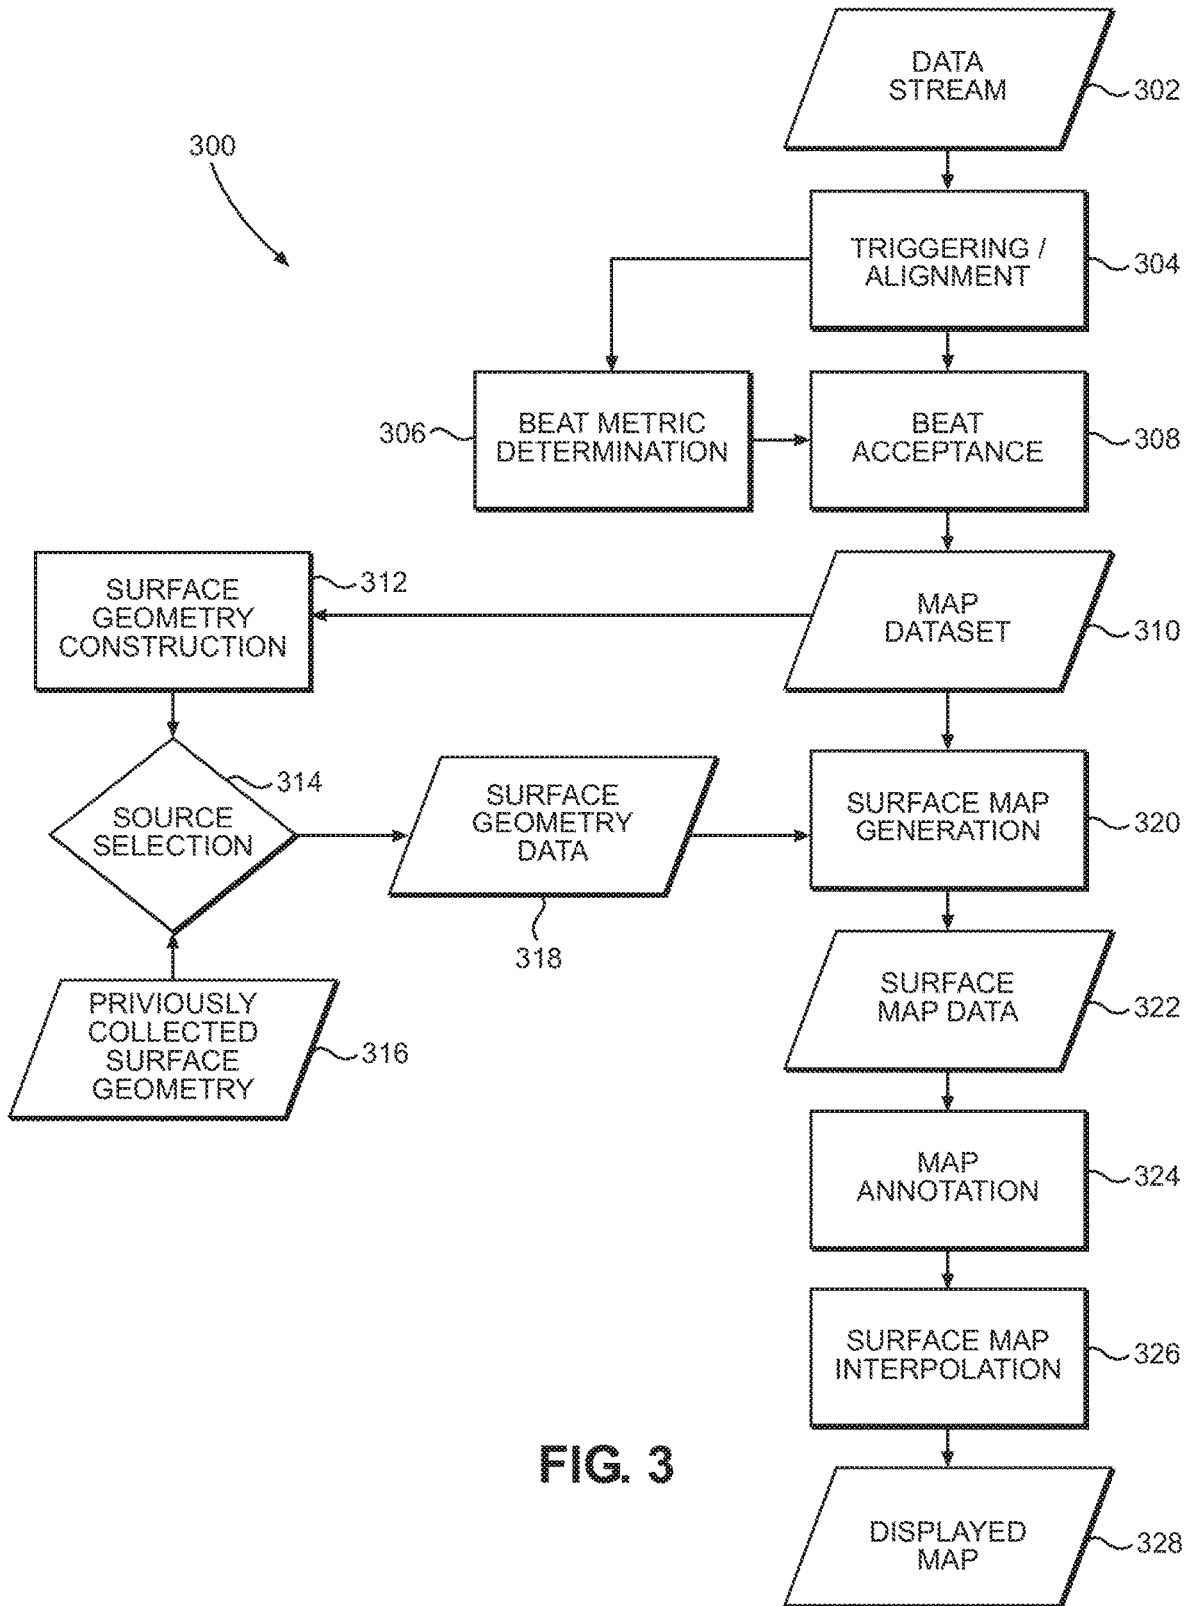 DATA
STREAM
302
300
TRIGGERING /
ALIGNMENT
304
306
BEAT METRIC
DETERMINATION
BEAT
ACCEPTANCE
308
SURFACE
GEOMETRY
CONSTRUCTION
312
MAP
DATASET
310
SOURCE
SELECTION
314
SURFACE
GEOMETRY
DATA
318
SURFACE MAP
GENERATION
320
PRIVIOUSLY
COLLECTED
SURFACE
GEOMETRY
316
SURFACE
MAP DATA
322
MAP
ANNOTATION
324
SURFACE MAP
INTERPOLATION
326
FIG. 3
DISPLAYED
MAP
328